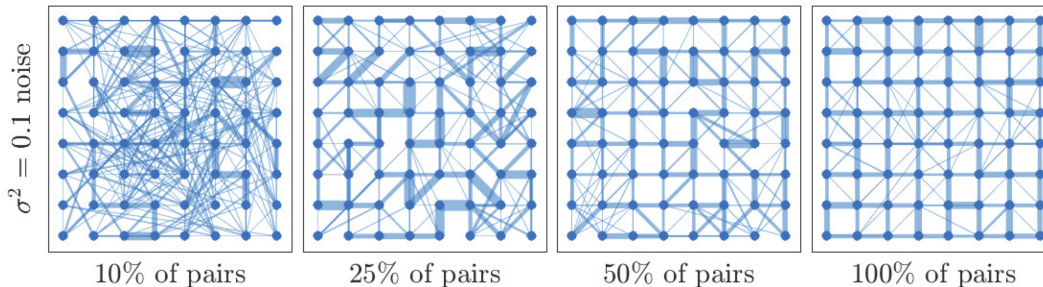 σ² = 0.1 noise
10% of pairs
25% of pairs
50% of pairs
100% of pairs